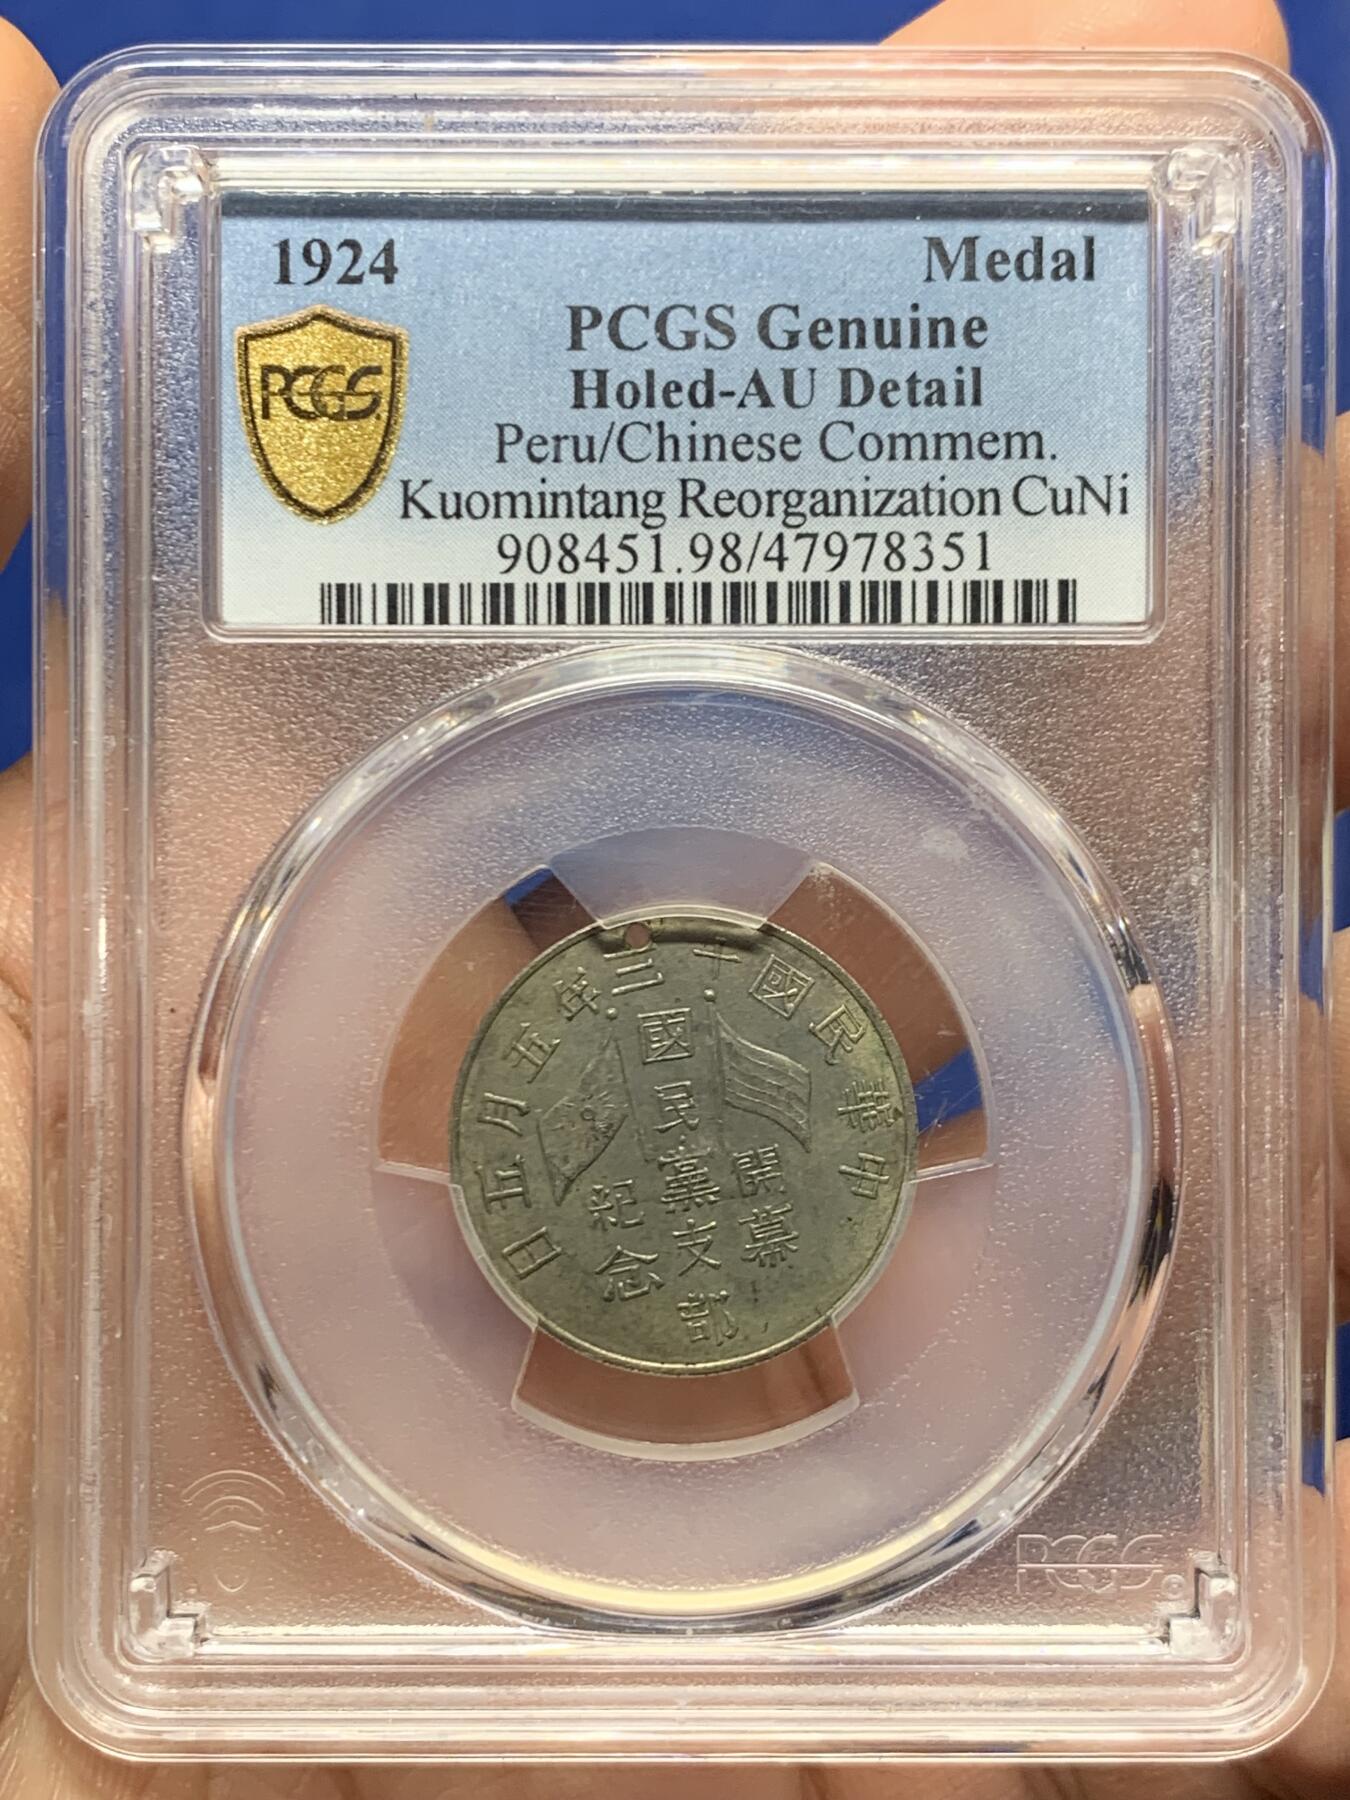 1924 Medal
PCGS Genuine
PCGS
Holed-AU Detail
Peru/Chinese Commem.
Kuomintang Reorganization CuNi
908451.98/47978351
中華民國十三年五月五日
國民黨支部
開幕
紀念
PCGS